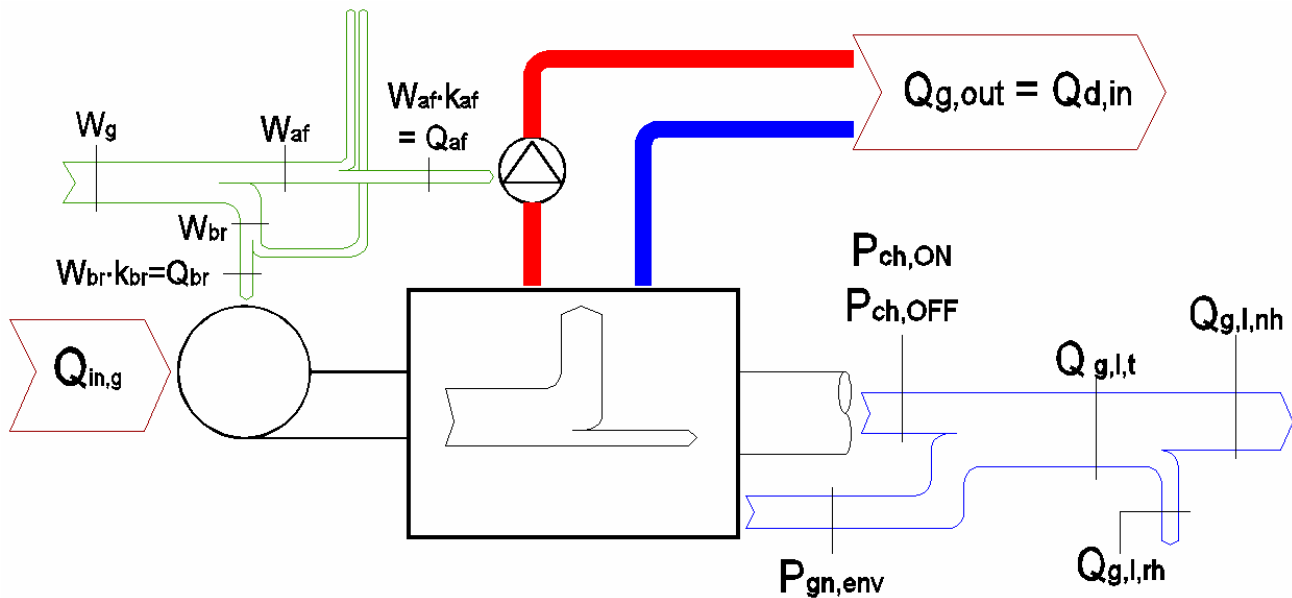 Wg
Waf
Waf·kaf
= Qaf
Qg,out = Qd,in
Wbr
Wbr·kbr=Qbr
Qin,g
Pch,ON
Pch,OFF
Qg,l,t
Qg,l,nh
Pgn,env
Qg,l,rh